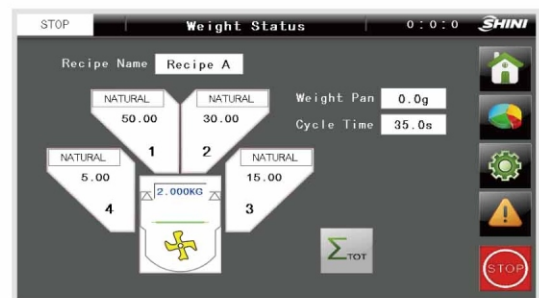 STOP Weight Status 0:0:0 SHINI
Recipe Name Recipe A
NATURAL NATURAL Weight Pan 0.0g
50.00 30.00 Cycle Time 35.0s
1 2
NATURAL NATURAL
5.00 2.000KG 15.00
4 3
ΣTOT
STOP